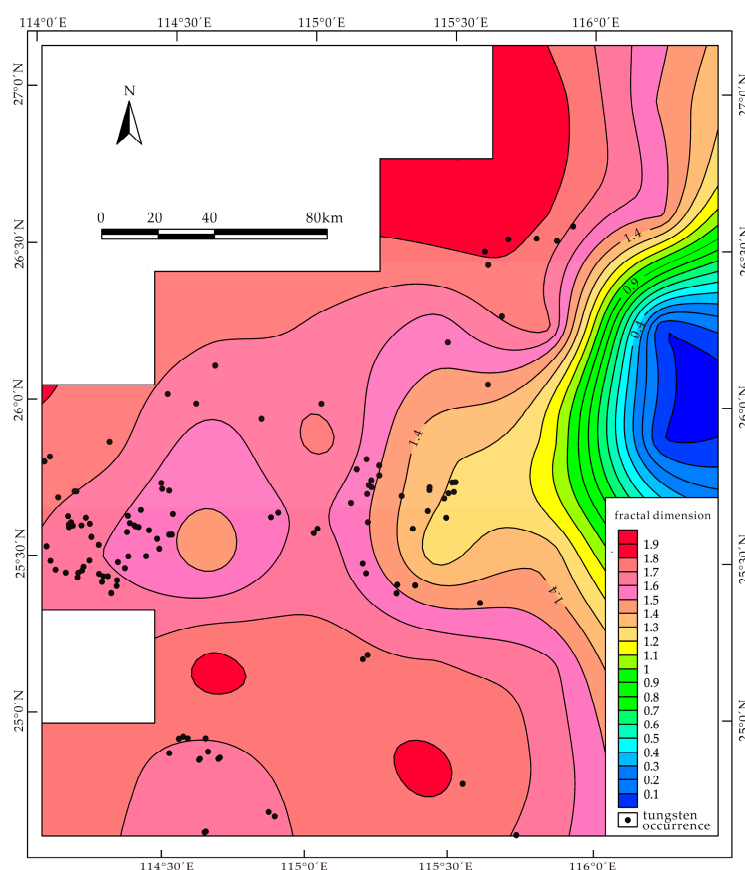 114°0´E 114°30´E 115°0´E 115°30´E 116°0´E
27°0´N
27°0´N
N
0 20 40 80km
26°30´N
26°30´N
1.4
0.9
0.4
26°0´N
26°0´N
1.4
fractal dimension
1.9
1.8
1.7
1.6
1.5
1.4
1.3
1.2
1.1
1
0.9
0.8
0.7
0.6
0.5
0.4
0.3
0.2
0.1
tungsten
occurrence
25°30´N
25°30´N
1.4
25°0´N
25°0´N
114°30´E 115°0´E 115°30´E 116°0´E